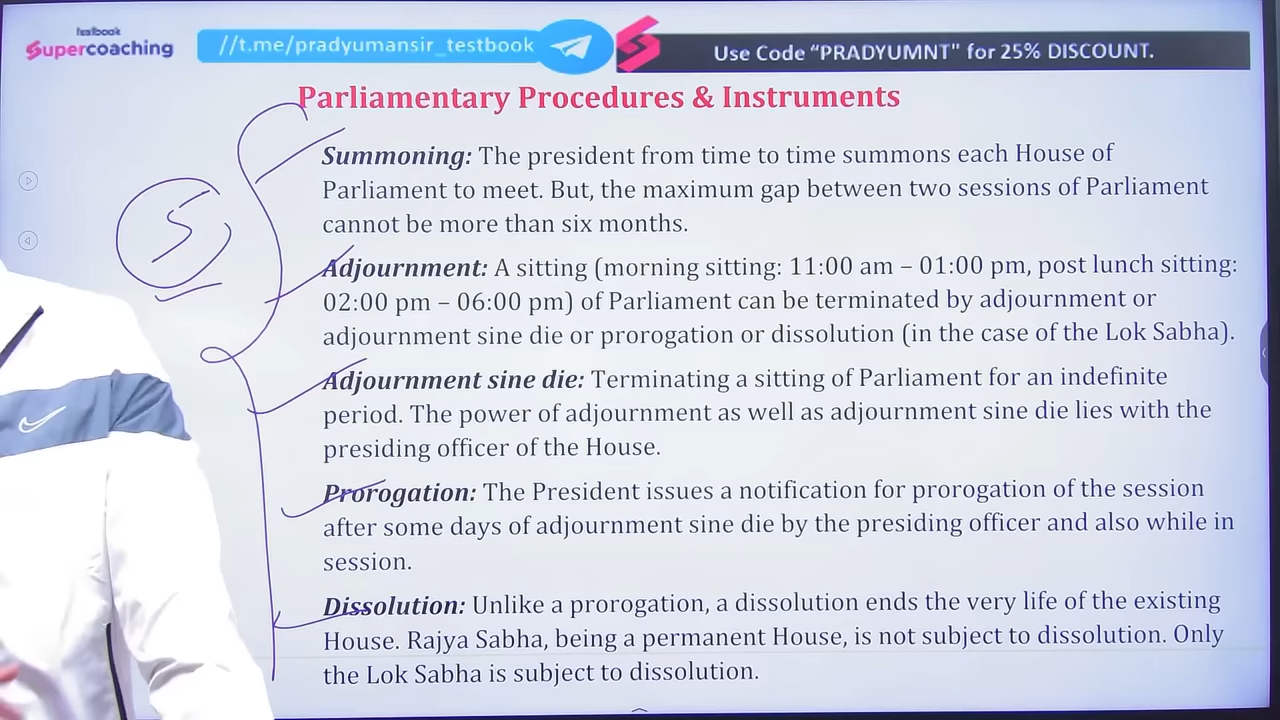 testbook
Supercoaching
//t.me/pradyumansir_testbook
Use Code “PRADYUMNT" for 25% DISCOUNT.
Parliamentary Procedures & Instruments
Summoning: The president from time to time summons each House of
Parliament to meet. But, the maximum gap between two sessions of Parliament
cannot be more than six months.
Adjournment: A sitting (morning sitting: 11:00 am – 01:00 pm, post lunch sitting:
02:00 pm – 06:00 pm) of Parliament can be terminated by adjournment or
adjournment sine die or prorogation or dissolution (in the case of the Lok Sabha).
Adjournment sine die: Terminating a sitting of Parliament for an indefinite
period. The power of adjournment as well as adjournment sine die lies with the
presiding officer of the House.
Prorogation: The President issues a notification for prorogation of the session
after some days of adjournment sine die by the presiding officer and also while in
session.
Dissolution: Unlike a prorogation, a dissolution ends the very life of the existing
House. Rajya Sabha, being a permanent House, is not subject to dissolution. Only
the Lok Sabha is subject to dissolution.
5